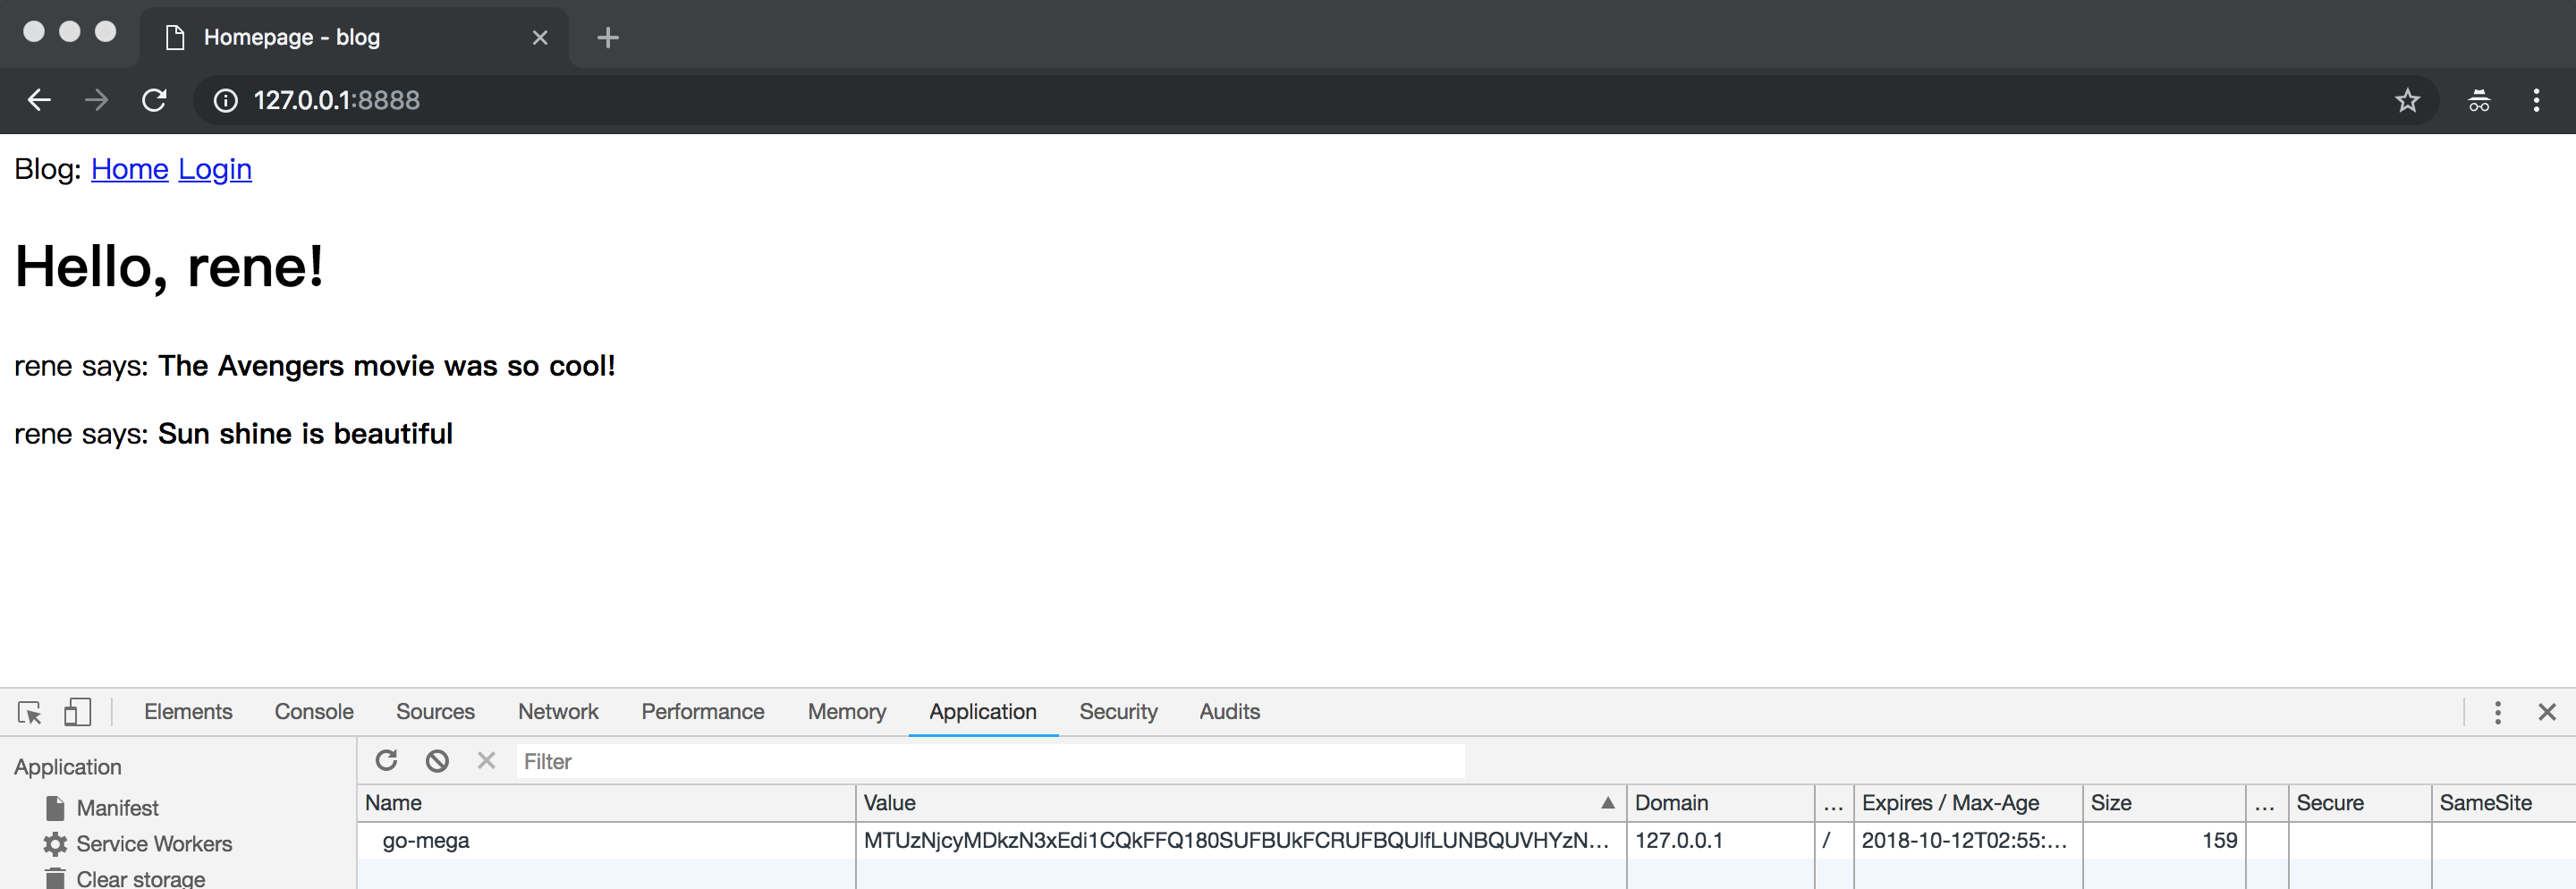 Homepage - blog
127.0.0.1:8888
Blog: Home Login
Hello, rene!
rene says: The Avengers movie was so cool!
rene says: Sun shine is beautiful
Elements Console Sources Network Performance Memory Application Security Audits
Application
Filter
Manifest
Service Workers
Clear storage
Name Value Domain ... Expires / Max-Age Size ... Secure SameSite
go-mega MTUzNjcyMDkzN3xEdi1CQkFFQ180SUFBUkFCRUFBQUlfLUNBQUVHYzN... 127.0.0.1 / 2018-10-12T02:55:... 159